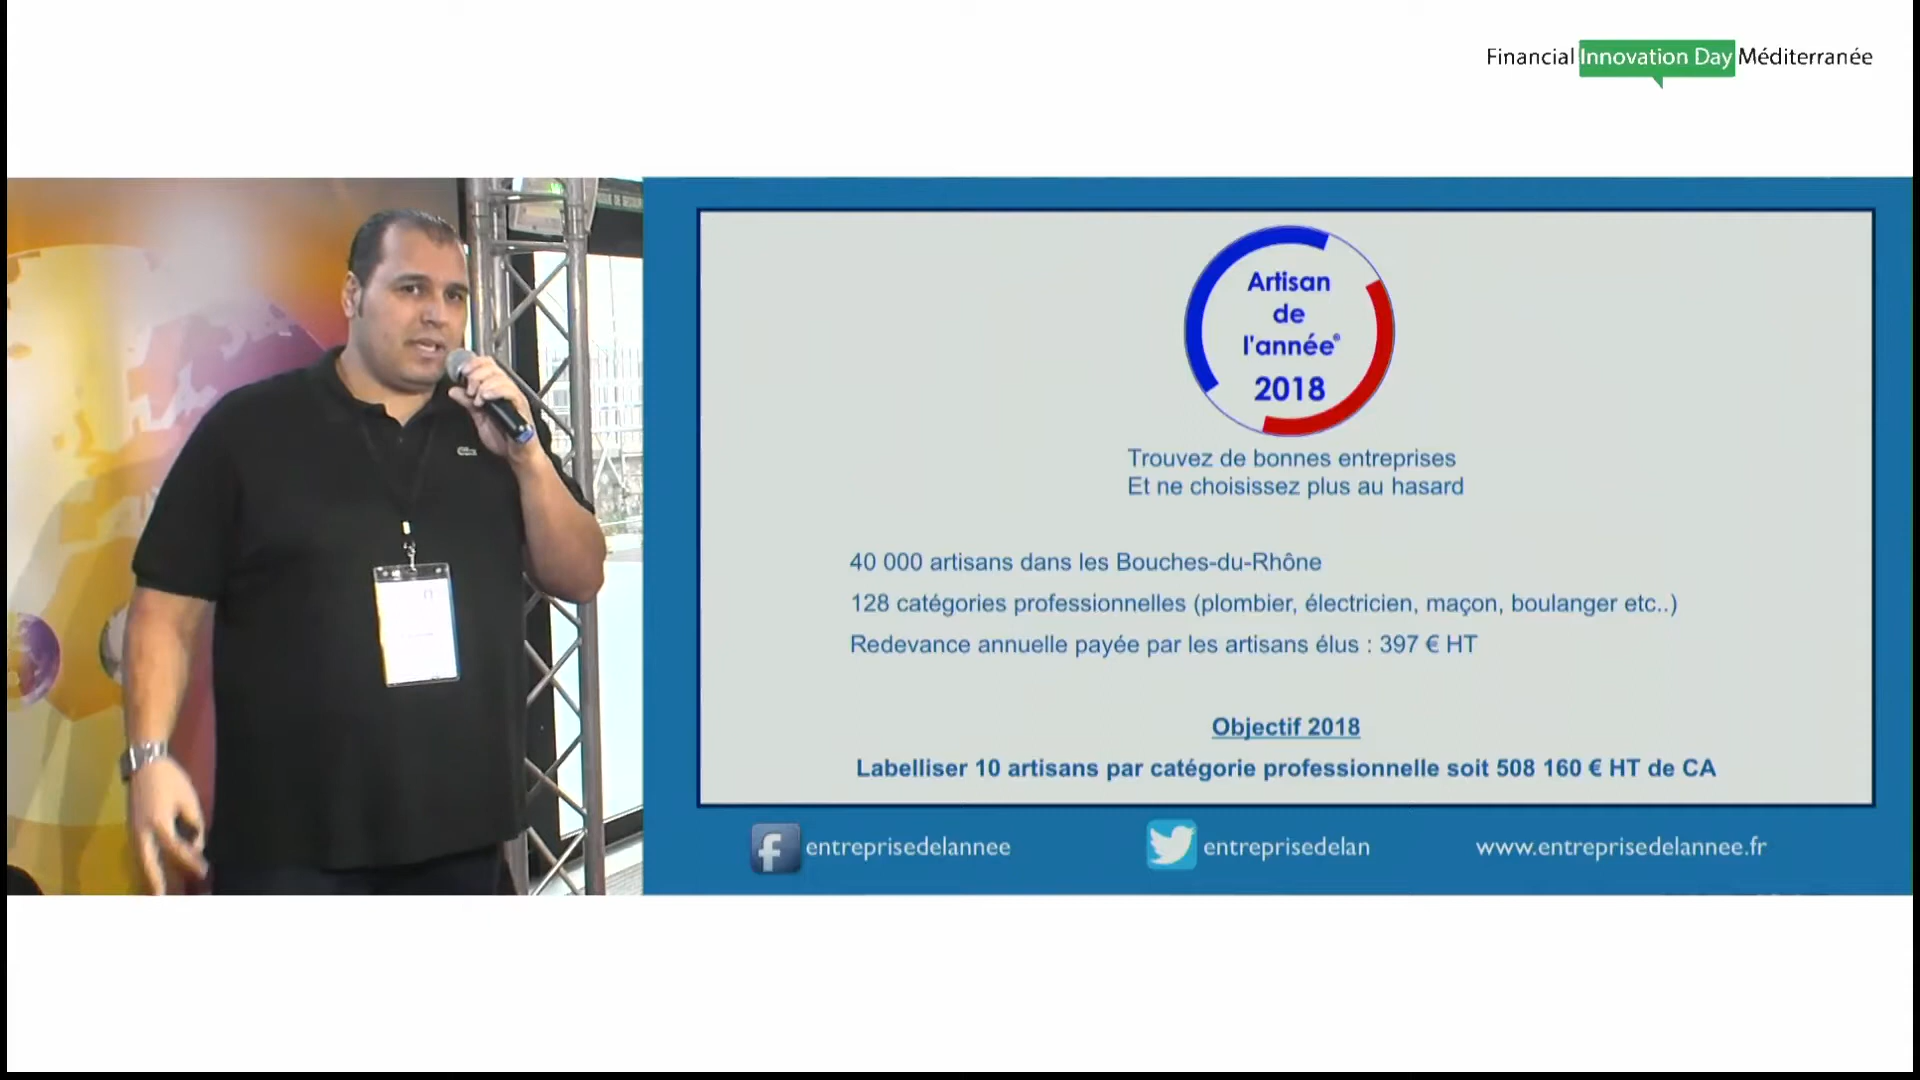 Financial Innovation Day Méditerranée
Artisan
de
l'année®
2018
Trouvez de bonnes entreprises
Et ne choisissez plus au hasard
40 000 artisans dans les Bouches-du-Rhône
128 catégories professionnelles (plombier, électricien, maçon, boulanger etc..)
Redevance annuelle payée par les artisans élus : 397 € HT
Objectif 2018
Labelliser 10 artisans par catégorie professionnelle soit 508 160 € HT de CA
entreprisedelannee
entreprisedelan
www.entreprisedelannee.fr